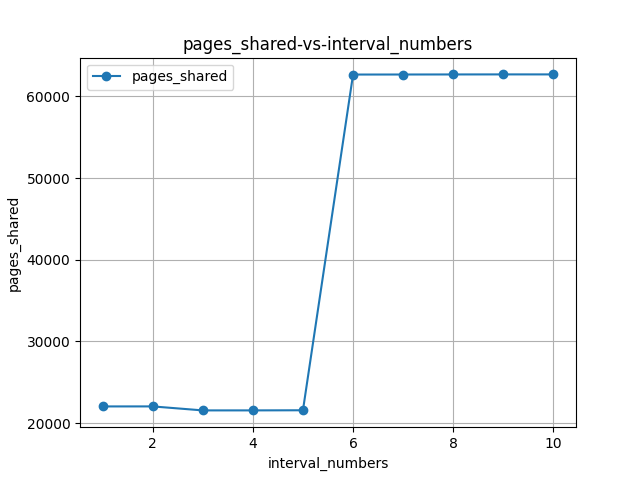 pages_shared-vs-interval_numbers
pages_shared
60000
50000
40000
30000
20000
pages_shared
2
4
6
8
10
interval_numbers